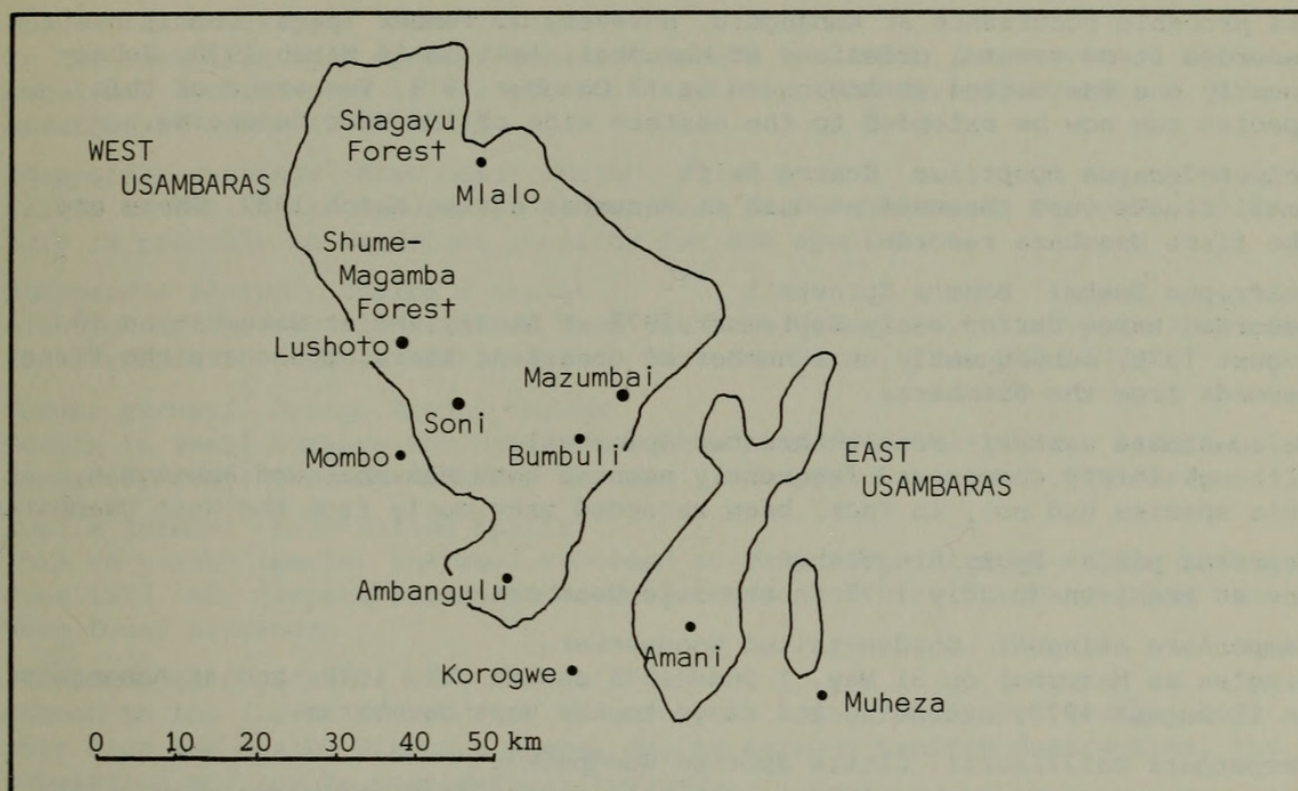 WEST
USAMBARAS
Shagayu
Forest
Mlalo
Shume-
Magamba
Forest
Lushoto
Mazumbai
Soni
Mombo
Bumbuli
EAST
USAMBARAS
Ambangulu
Korogwe
Amani
Muheza
0 10 20 30 40 50 km